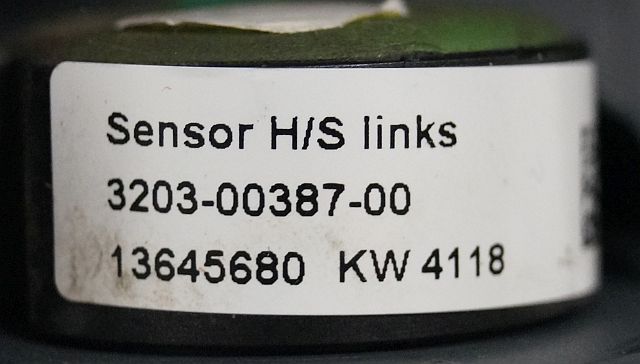 Sensor H/S links
3203-00387-00
13645680 KW 4118